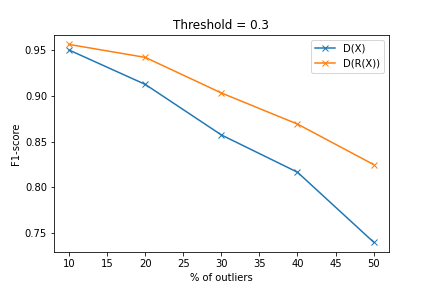 Threshold = 0.3
D(X)
D(R(X))
F1-score
0.95
0.90
0.85
0.80
0.75
10 15 20 25 30 35 40 45 50
% of outliers